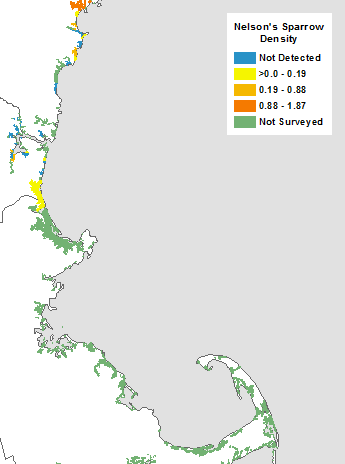 Nelson's Sparrow
Density
Not Detected
>0.0 - 0.19
0.19 - 0.88
0.88 - 1.87
Not Surveyed